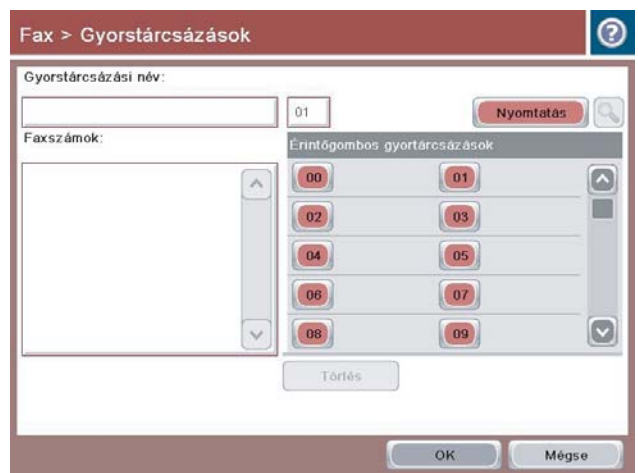 Fax > Gyorstárcsázások
Gyorstárcsázási név:
01
Nyomtatás
Faxszámok:
Érintőgombos gyortárcsázások
00 01
02 03
04 05
06 07
08 09
Törlés
OK Mégse